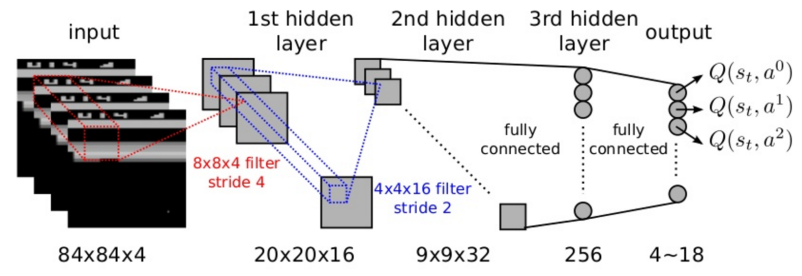 input
1st hidden
layer
2nd hidden
layer
3rd hidden
layer
output
8x8x4 filter
stride 4
4x4x16 filter
stride 2
fully
connected
fully
connected
Q(s_t, a^0)
Q(s_t, a^1)
Q(s_t, a^2)
84x84x4
20x20x16
9x9x32
256
4~18